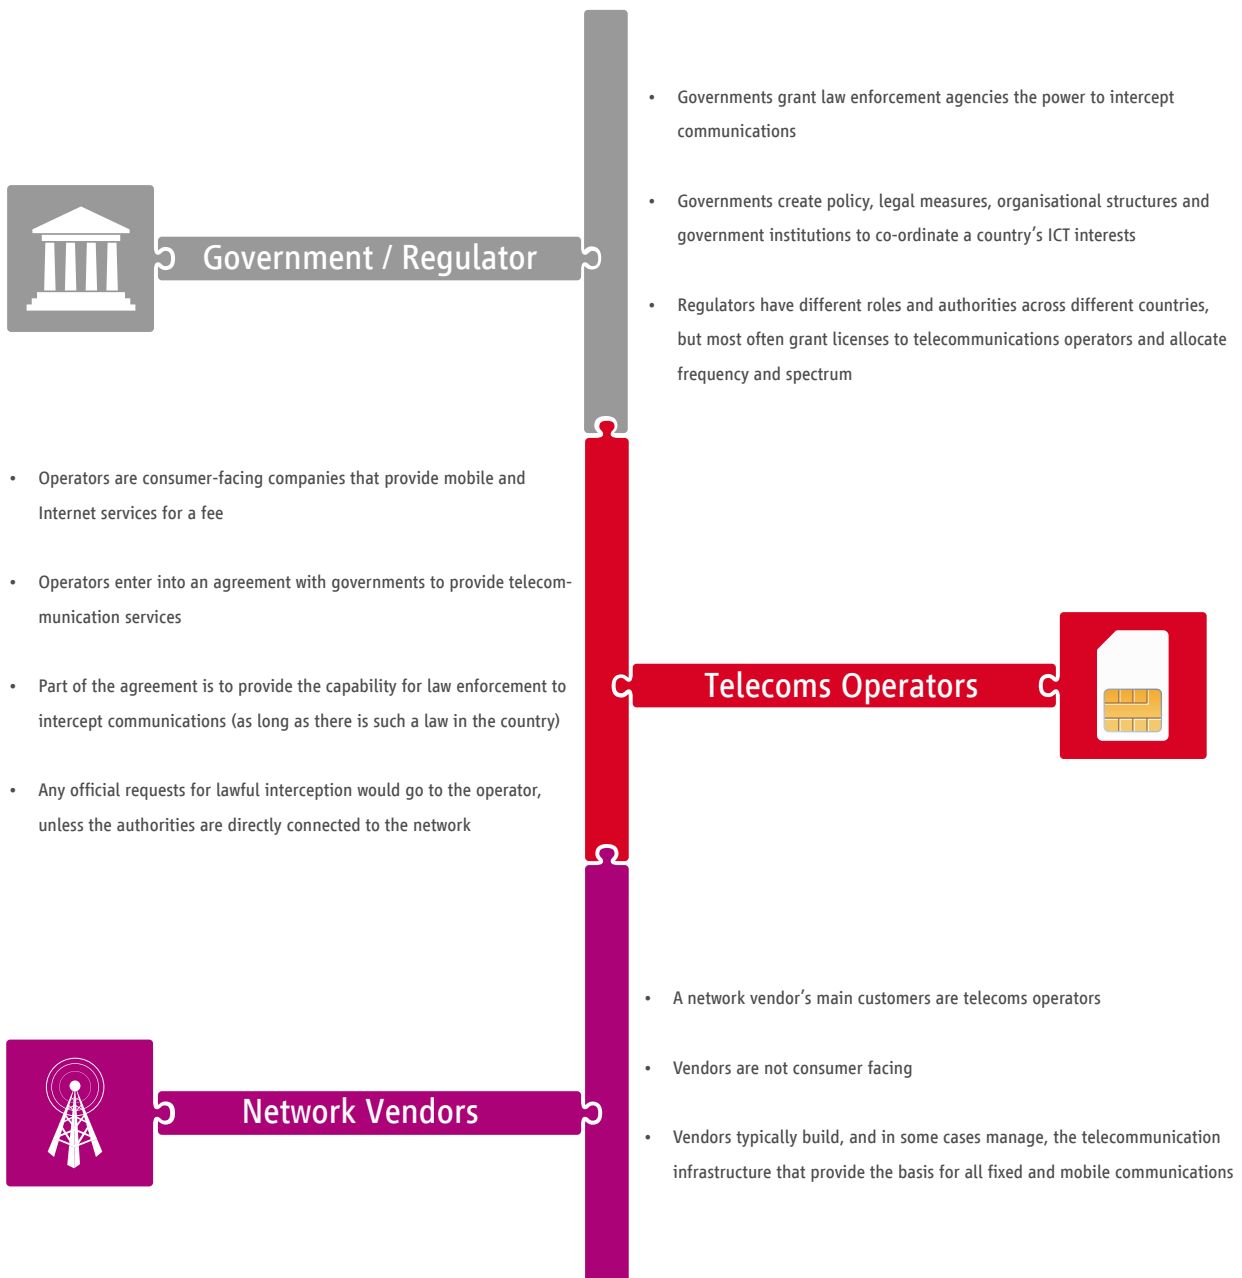 • Governments grant law enforcement agencies the power to intercept
communications
• Governments create policy, legal measures, organisational structures and
government institutions to co-ordinate a country's ICT interests
Government / Regulator
• Regulators have different roles and authorities across different countries,
but most often grant licenses to telecommunications operators and allocate
frequency and spectrum
• Operators are consumer-facing companies that provide mobile and
Internet services for a fee
• Operators enter into an agreement with governments to provide telecom-
munication services
• Part of the agreement is to provide the capability for law enforcement to
intercept communications (as long as there is such a law in the country)
Telecoms Operators
• Any official requests for lawful interception would go to the operator,
unless the authorities are directly connected to the network
• A network vendor's main customers are telecoms operators
• Vendors are not consumer facing
Network Vendors
• Vendors typically build, and in some cases manage, the telecommunication
infrastructure that provide the basis for all fixed and mobile communications